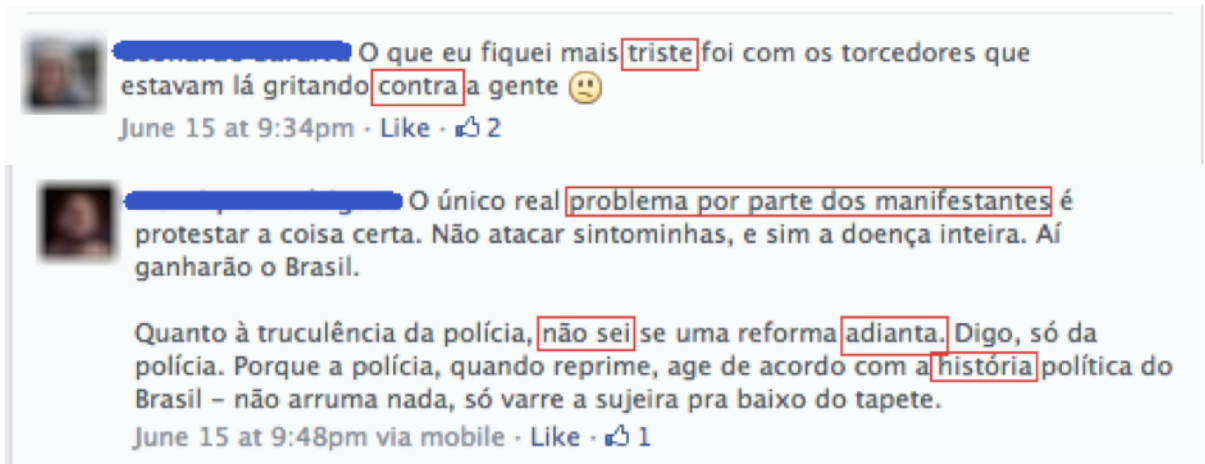 O que eu fiquei mais triste foi com os torcedores que
estavam lá gritando contra a gente
June 15 at 9:34pm · Like · 2
O único real problema por parte dos manifestantes é
protestar a coisa certa. Não atacar sintominhas, e sim a doença inteira. Aí
ganharão o Brasil.
Quanto à truculência da polícia, não sei se uma reforma adianta. Digo, só da
polícia. Porque a polícia, quando reprime, age de acordo com a história política do
Brasil – não arruma nada, só varre a sujeira pra baixo do tapete.
June 15 at 9:48pm via mobile · Like · 1